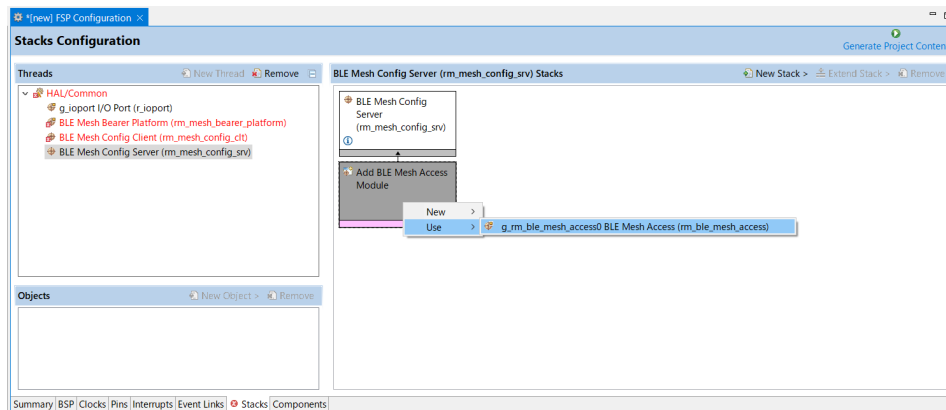 *[new] FSP Configuration ×
Stacks Configuration
Generate Project Conten
Threads
New Thread
Remove
BLE Mesh Config Server (rm_mesh_config_srv) Stacks
New Stack >
Extend Stack >
Remove
HAL/Common
g_ioport I/O Port (r_ioport)
BLE Mesh Bearer Platform (rm_mesh_bearer_platform)
BLE Mesh Config Client (rm_mesh_config_clt)
BLE Mesh Config Server (rm_mesh_config_srv)
BLE Mesh Config
Server
(rm_mesh_config_srv)
Add BLE Mesh Access
Module
New >
Use >
g_rm_ble_mesh_access0 BLE Mesh Access (rm_ble_mesh_access)
Objects
New Object >
Remove
Summary BSP Clocks Pins Interrupts Event Links Stacks Components